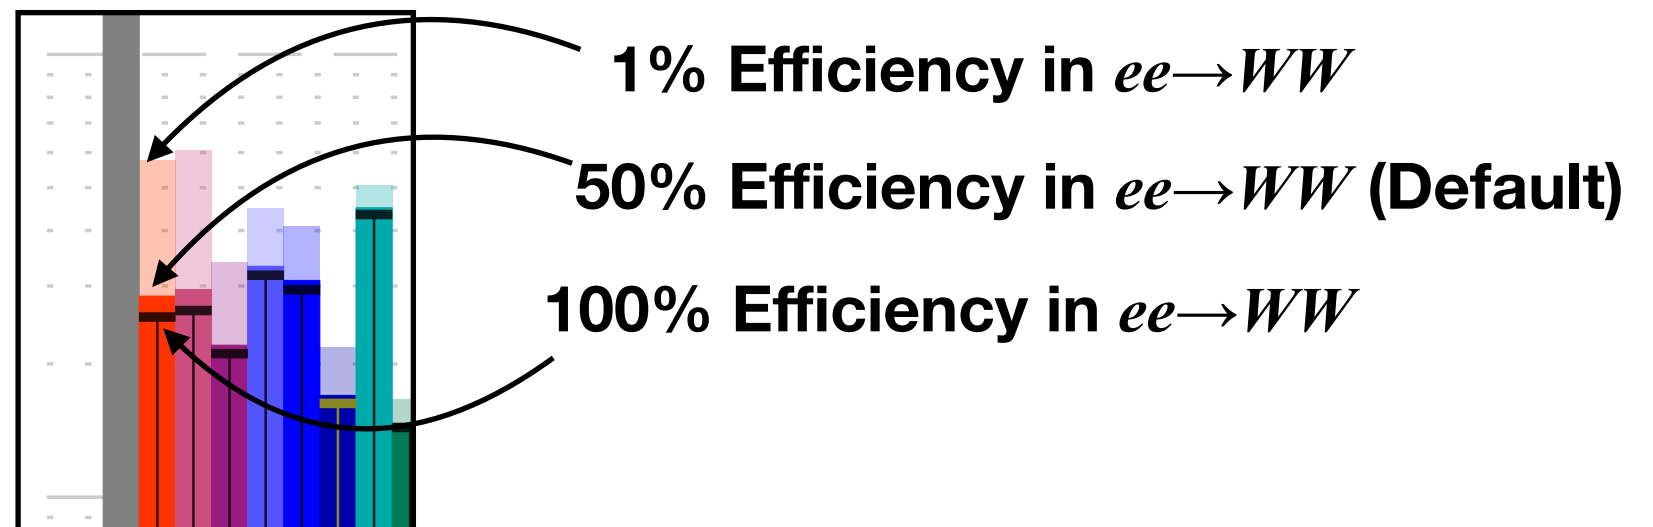 1% Efficiency in ee→WW
50% Efficiency in ee→WW (Default)
100% Efficiency in ee→WW